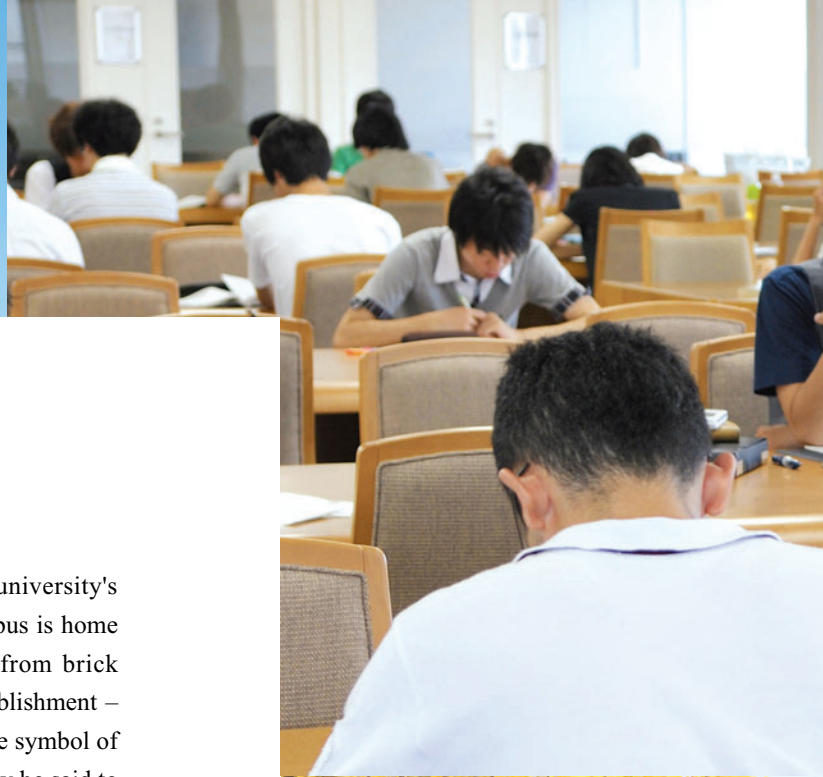 university's
pus is home
from brick
blishment –
e symbol of